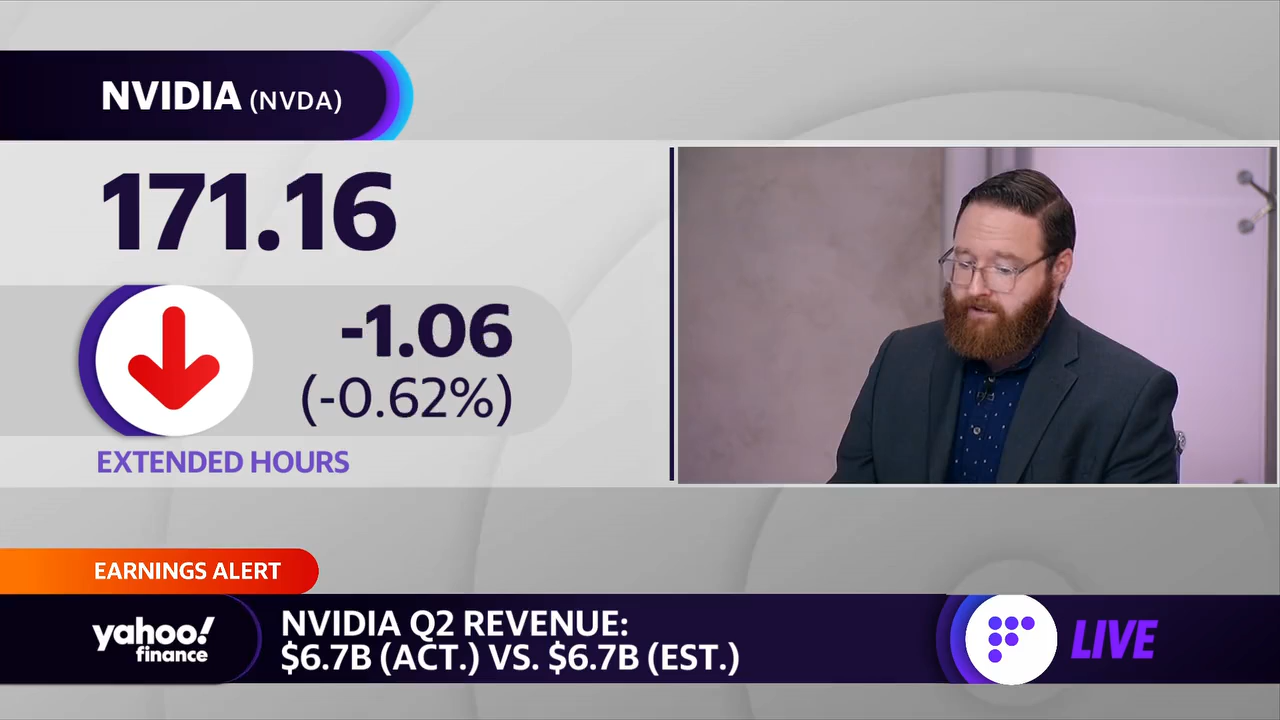 NVIDIA (NVDA)
171.16
-1.06
(-0.62%)
EXTENDED HOURS
EARNINGS ALERT
yahoo!
finance
NVIDIA Q2 REVENUE:
$6.7B (ACT.) VS. $6.7B (EST.)
LIVE